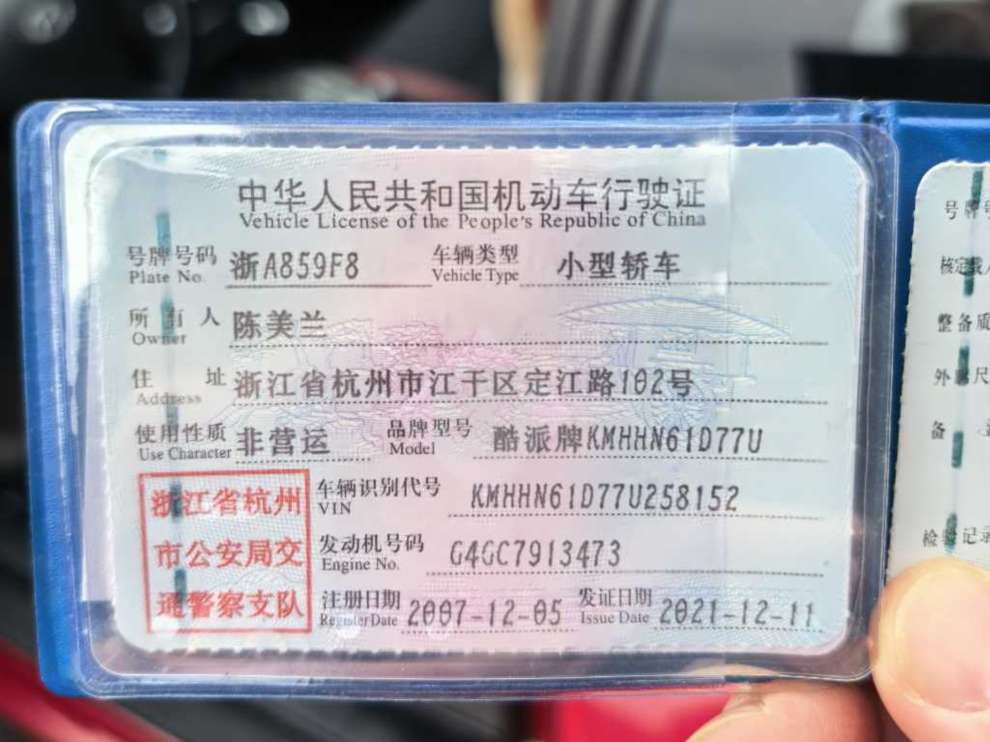 中华人民共和国机动车行驶证
Vehicle License of the People's Republic of China
号牌号码 浙A859F8 车辆类型 小型轿车
Plate No. Vehicle Type
所有人 陈美兰
Owner
住址 浙江省杭州市江干区定江路102号
Address
使用性质 非营运 品牌型号 酷派牌KMHHN61D77U
Use Character Model
浙江省杭州
市公安局交
通警察支队
车辆识别代号 KMHHN61D77U258152
VIN
发动机号码 G4GC7913473
Engine No.
注册日期 2007-12-05 发证日期 2021-12-11
Register Date Issue Date
号牌号
核定载人
整备质
外廓尺
备
检验记录